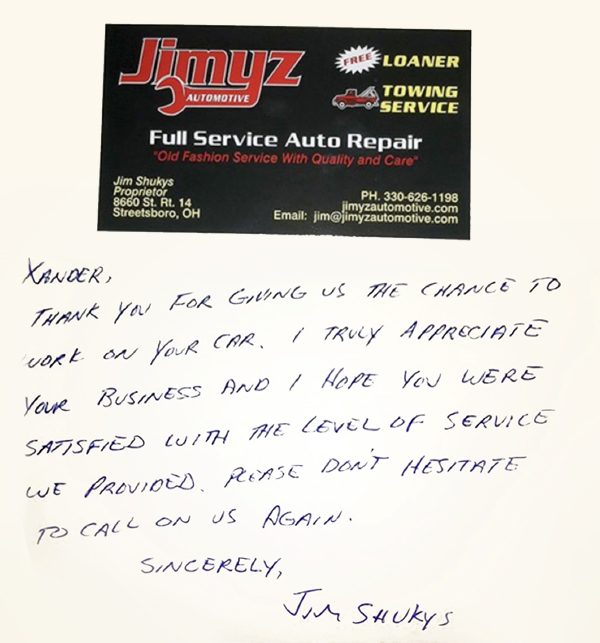 Jimyz
AUTOMOTIVE
FREE LOANER
TOWING
SERVICE
Full Service Auto Repair
"Old Fashion Service With Quality and Care"
Jim Shukys
Proprietor
8660 St. Rt. 14
Streetsboro, OH
PH. 330-626-1198
jimyzautomotive.com
Email: jim@jimyzautomotive.com
XANDER,
THANK YOU FOR GIVING US THE CHANCE TO
WORK ON YOUR CAR. I TRULY APPRECIATE
YOUR BUSINESS AND I HOPE YOU WERE
SATISFIED WITH THE LEVEL OF SERVICE
WE PROVIDED. PLEASE DON'T HESITATE
TO CALL ON US AGAIN.
SINCERELY,
JIM SHUKYS